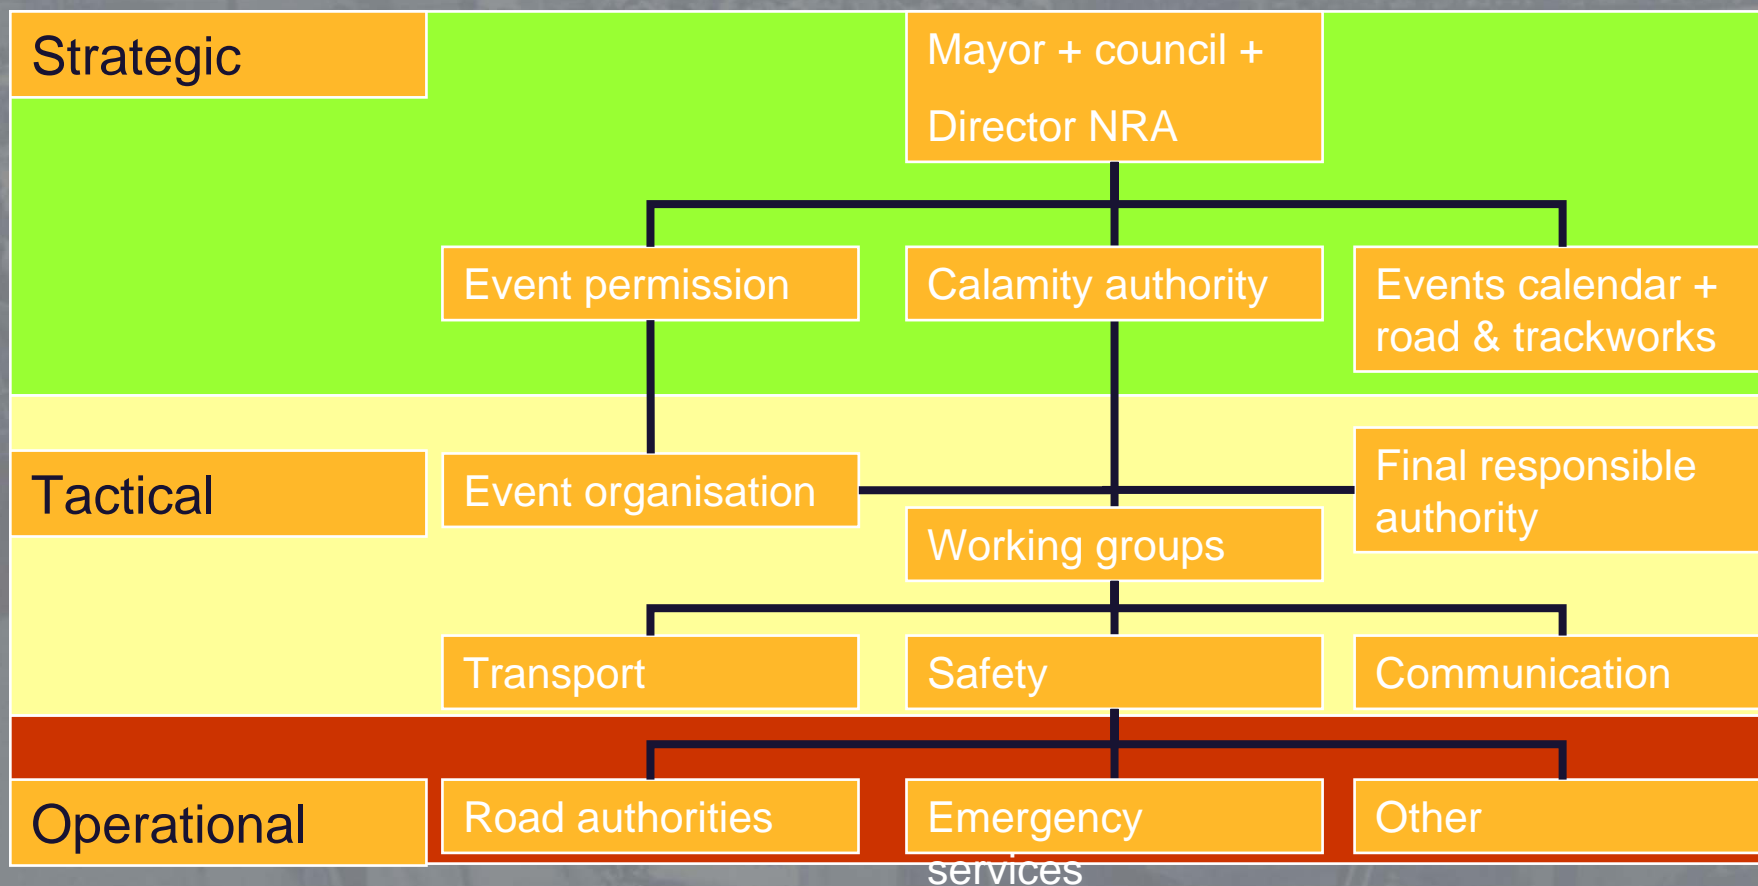 Strategic
Mayor + council +
Director NRA
Event permission
Calamity authority
Events calendar +
road & trackworks
Tactical
Event organisation
Final responsible
authority
Working groups
Transport
Safety
Communication
Operational
Road authorities
Emergency
services
Other